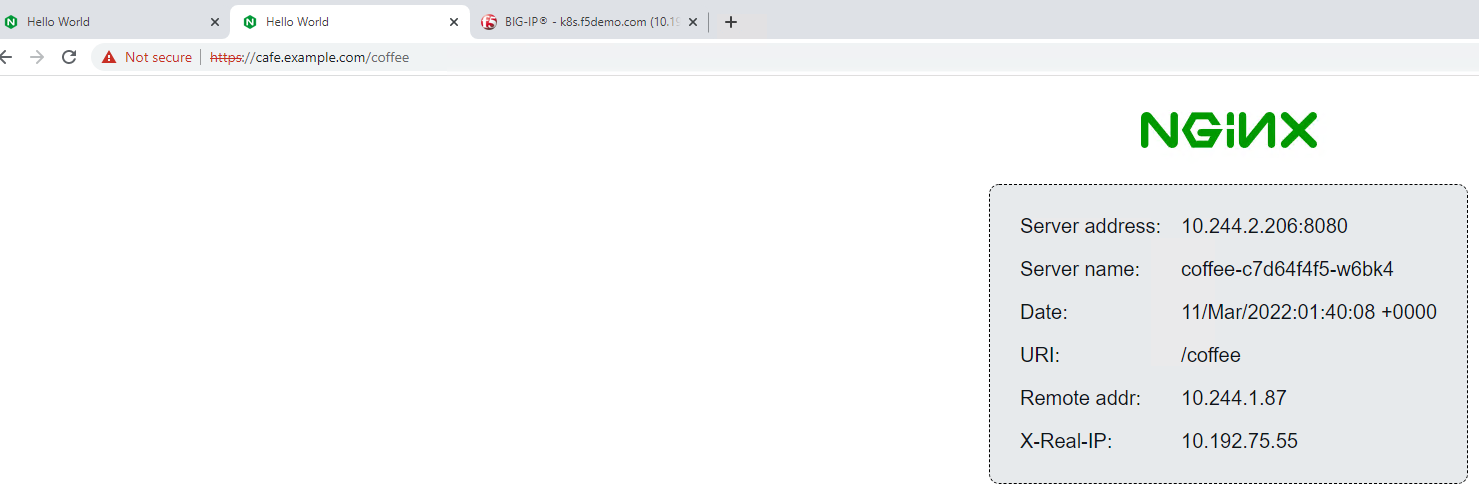 Hello World
Hello World
BIG-IP® - k8s.f5demo.com (10.19
Not secure
https://cafe.example.com/coffee
NGINX
Server address: 10.244.2.206:8080
Server name: coffee-c7d64f4f5-w6bk4
Date: 11/Mar/2022:01:40:08 +0000
URI: /coffee
Remote addr: 10.244.1.87
X-Real-IP: 10.192.75.55